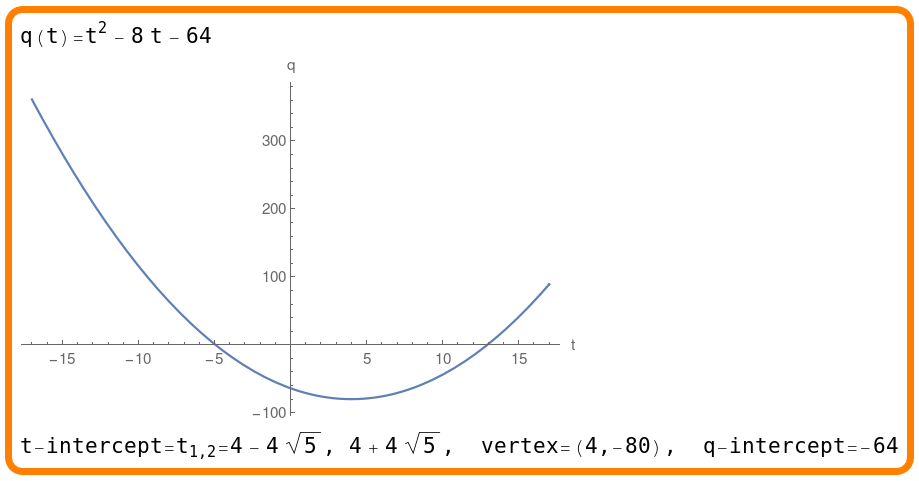 q(t)=t² − 8 t − 64
q
300
200
100
−15 −10 −5 5 10 15 t
−100
t−intercept=t₁,₂=4 − 4 √5 , 4 + 4 √5 , vertex=(4,−80), q−intercept=−64